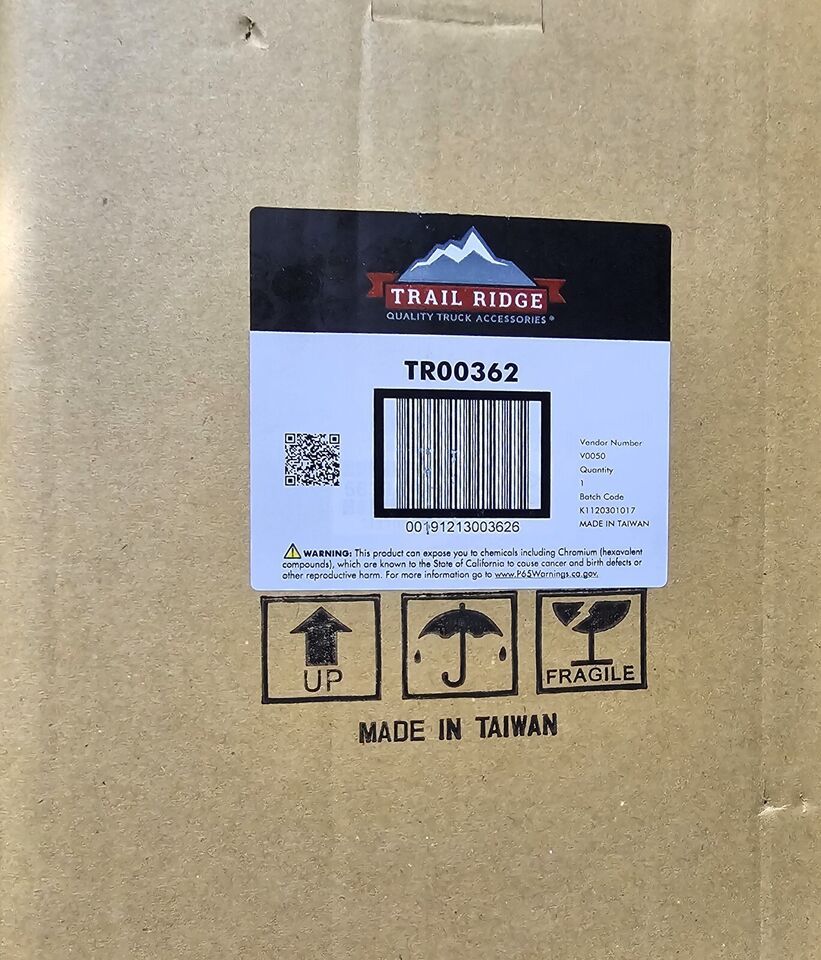 TRAIL RIDGE
QUALITY TRUCK ACCESSORIES®
TR00362
00191213003626
Vendor Number
V0050
Quantity
1
Batch Code
K1120301017
MADE IN TAIWAN
WARNING: This product can expose you to chemicals including Chromium (hexavalent
compounds), which are known to the State of California to cause cancer and birth defects or
other reproductive harm. For more information go to www.P65Warnings.ca.gov.
UP
FRAGILE
MADE IN TAIWAN